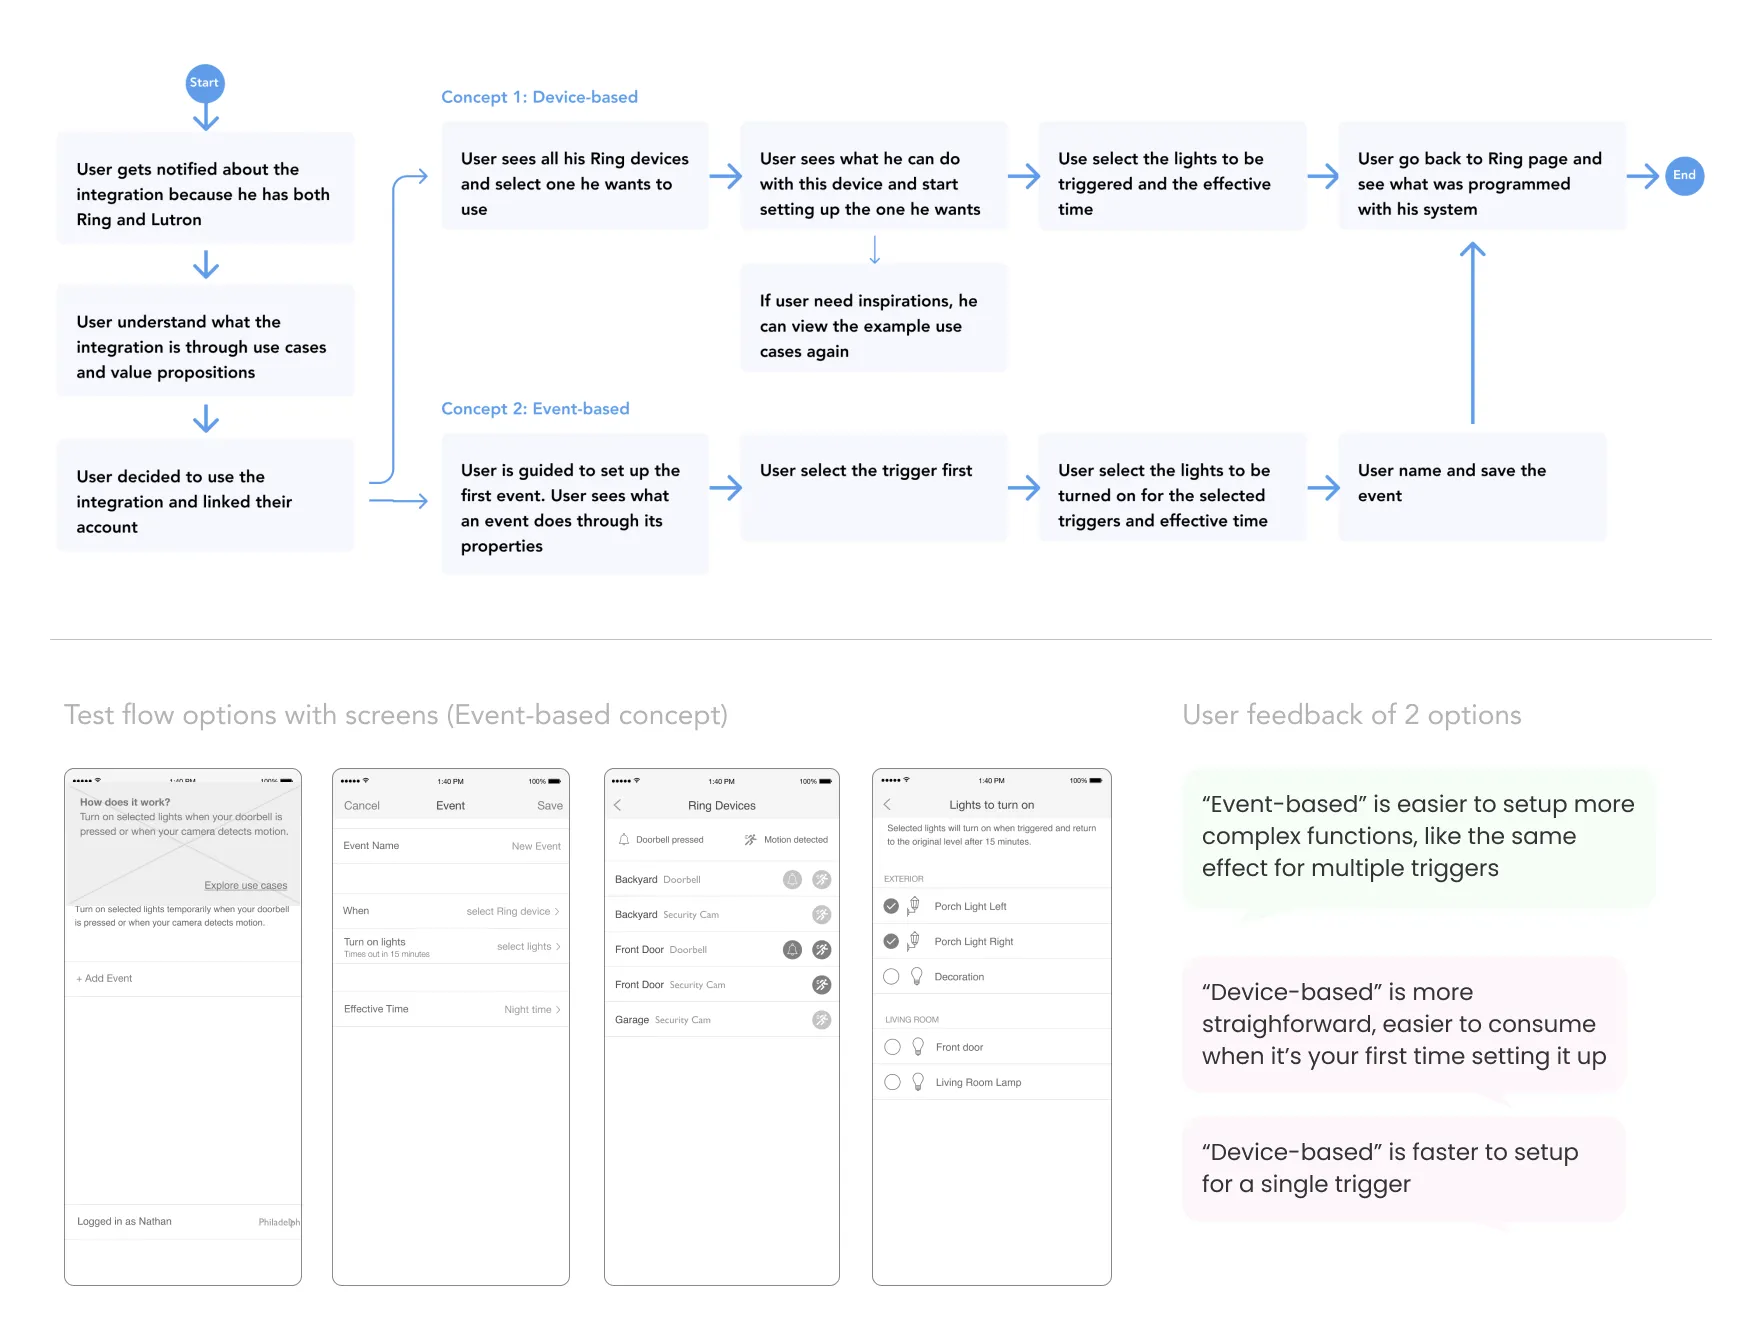 Start
User gets notified about the
integration because he has both
Ring and Lutron
User understand what the
integration is through use cases
and value propositions
User decided to use the
integration and linked their
account
Concept 1: Device-based
User sees all his Ring devices
and select one he wants to
use
User sees what he can do
with this device and start
setting up the one he wants
If user need inspirations, he
can view the example use
cases again
Use select the lights to be
triggered and the effective
time
User go back to Ring page and
see what was programmed
with his system
End
Concept 2: Event-based
User is guided to set up the
first event. User sees what
an event does through its
properties
User select the trigger first
User select the lights to be
turned on for the selected
triggers and effective time
User name and save the
event
Test flow options with screens (Event-based concept)
1:40 PM 100%
How does it work?
Turn on selected lights when your doorbell is
pressed or when your camera detects motion.
Explore use cases
Turn on selected lights temporarily when your doorbell
is pressed or when your camera detects motion.
+ Add Event
Logged in as Nathan Philadelph
1:40 PM 100%
Cancel Event Save
Event Name New Event
When select Ring device
Turn on lights select lights
Times out in 15 minutes
Effective Time Night time
1:40 PM 100%
Ring Devices
Doorbell pressed Motion detected
Backyard Doorbell
Backyard Security Cam
Front Door Doorbell
Front Door Security Cam
Garage Security Cam
1:40 PM 100%
Lights to turn on
Selected lights will turn on when triggered and return
to the original level after 15 minutes.
EXTERIOR
Porch Light Left
Porch Light Right
Decoration
LIVING ROOM
Front door
Living Room Lamp
User feedback of 2 options
“Event-based” is easier to setup more
complex functions, like the same
effect for multiple triggers
“Device-based” is more
straighforward, easier to consume
when it’s your first time setting it up
“Device-based” is faster to setup
for a single trigger